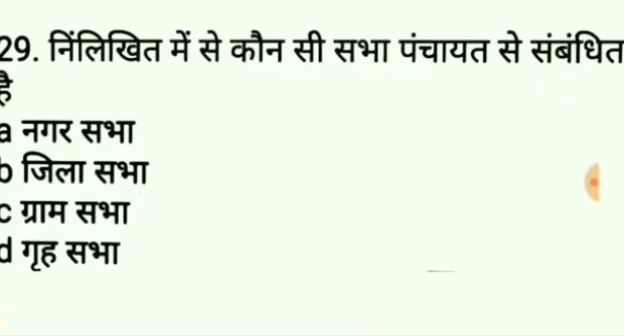 29. निंलिखित में से कौन सी सभा पंचायत से संबंधित
है
a नगर सभा
b जिला सभा
c ग्राम सभा
d गृह सभा